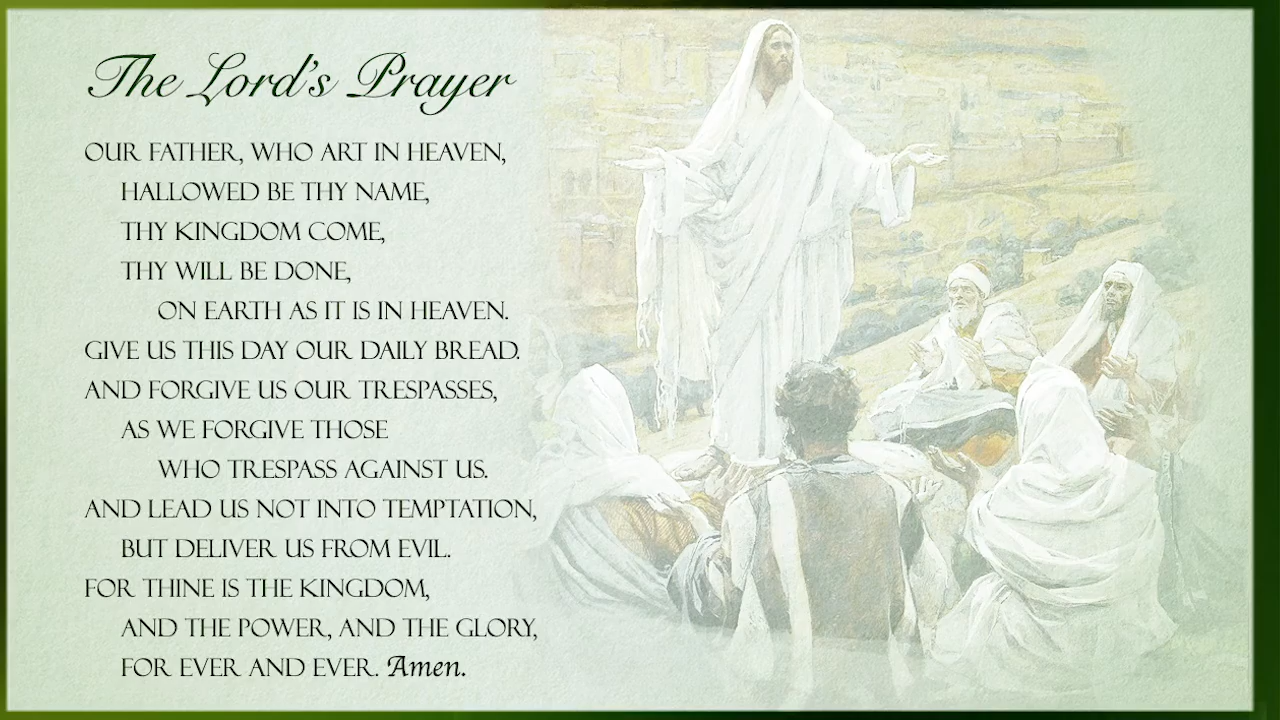 The Lord's Prayer
OUR FATHER, WHO ART IN HEAVEN,
HALLOWED BE THY NAME,
THY KINGDOM COME,
THY WILL BE DONE,
ON EARTH AS IT IS IN HEAVEN.
GIVE US THIS DAY OUR DAILY BREAD.
AND FORGIVE US OUR TRESPASSES,
AS WE FORGIVE THOSE
WHO TRESPASS AGAINST US.
AND LEAD US NOT INTO TEMPTATION,
BUT DELIVER US FROM EVIL.
FOR THINE IS THE KINGDOM,
AND THE POWER, AND THE GLORY,
FOR EVER AND EVER. Amen.